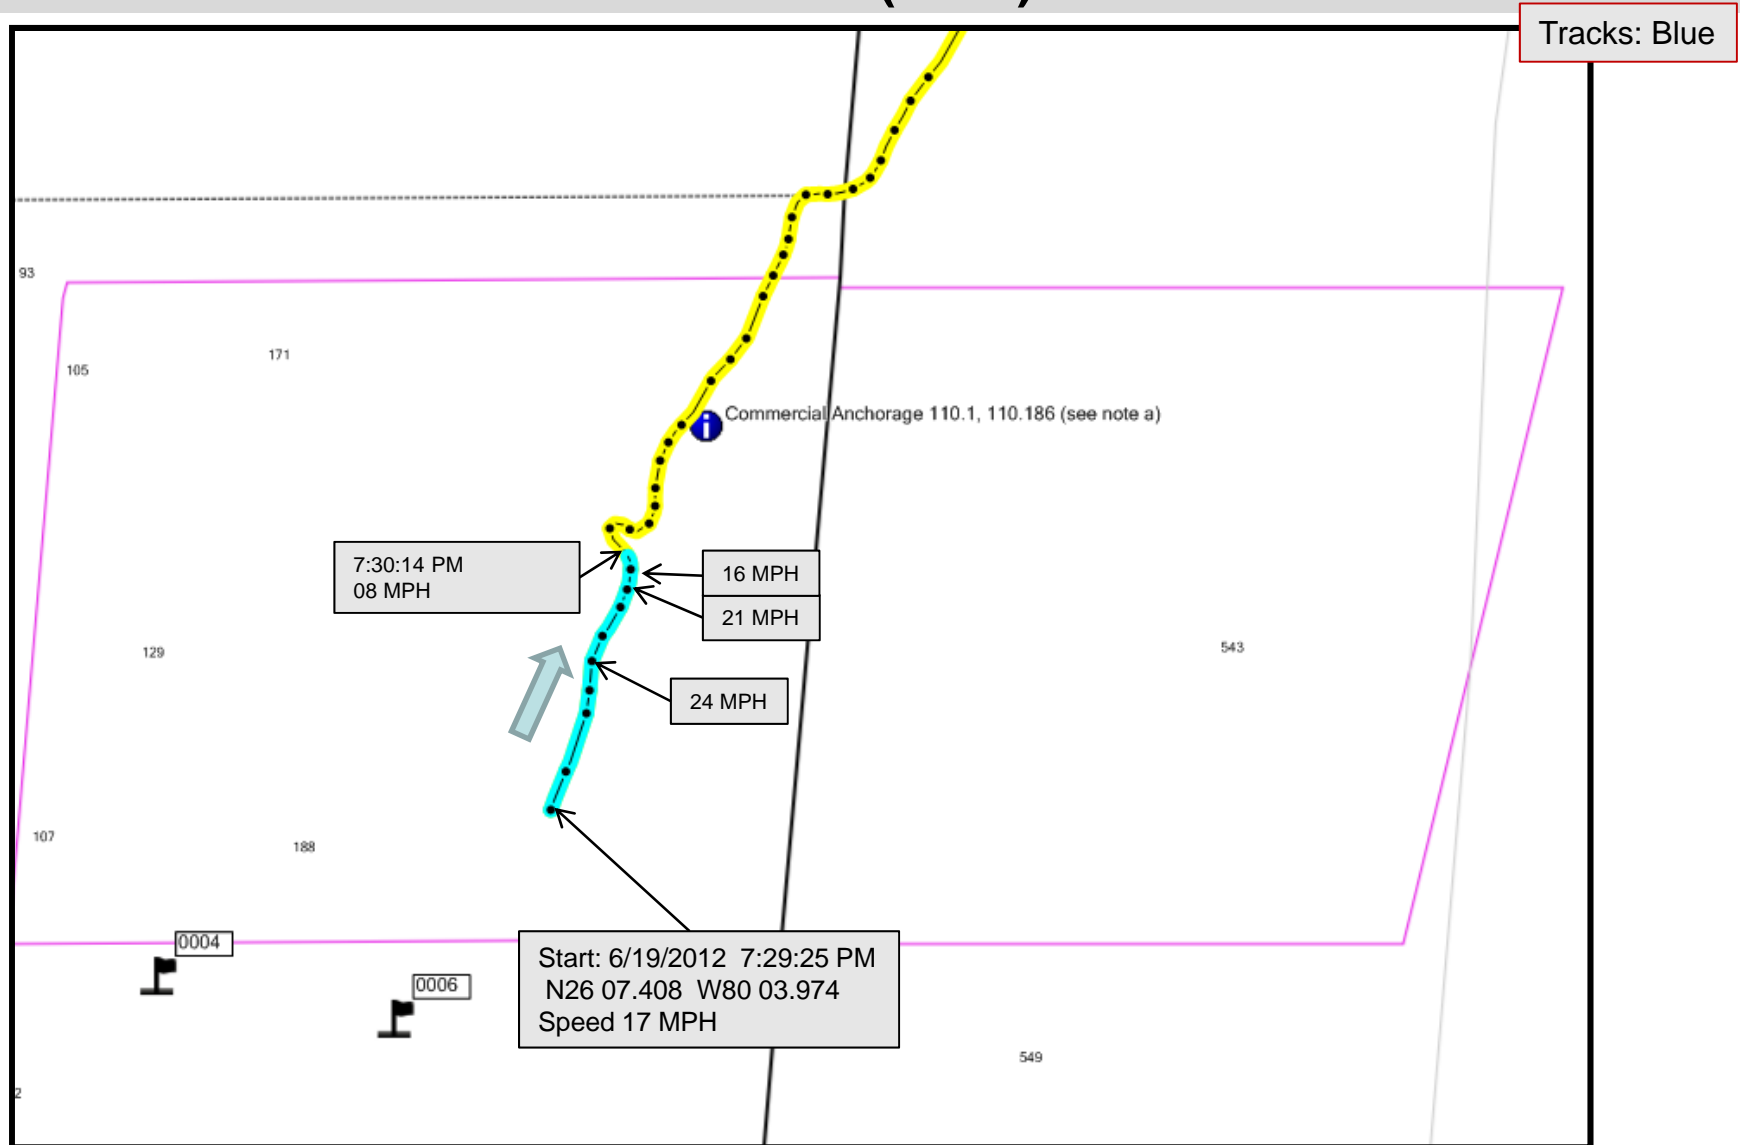 Tracks: Blue
93
171
105
Commercial Anchorage 110.1, 110.186 (see note a)
7:30:14 PM
08 MPH
16 MPH
21 MPH
129
543
24 MPH
107
188
0004
0006
Start: 6/19/2012 7:29:25 PM
N26 07.408 W80 03.974
Speed 17 MPH
549
2